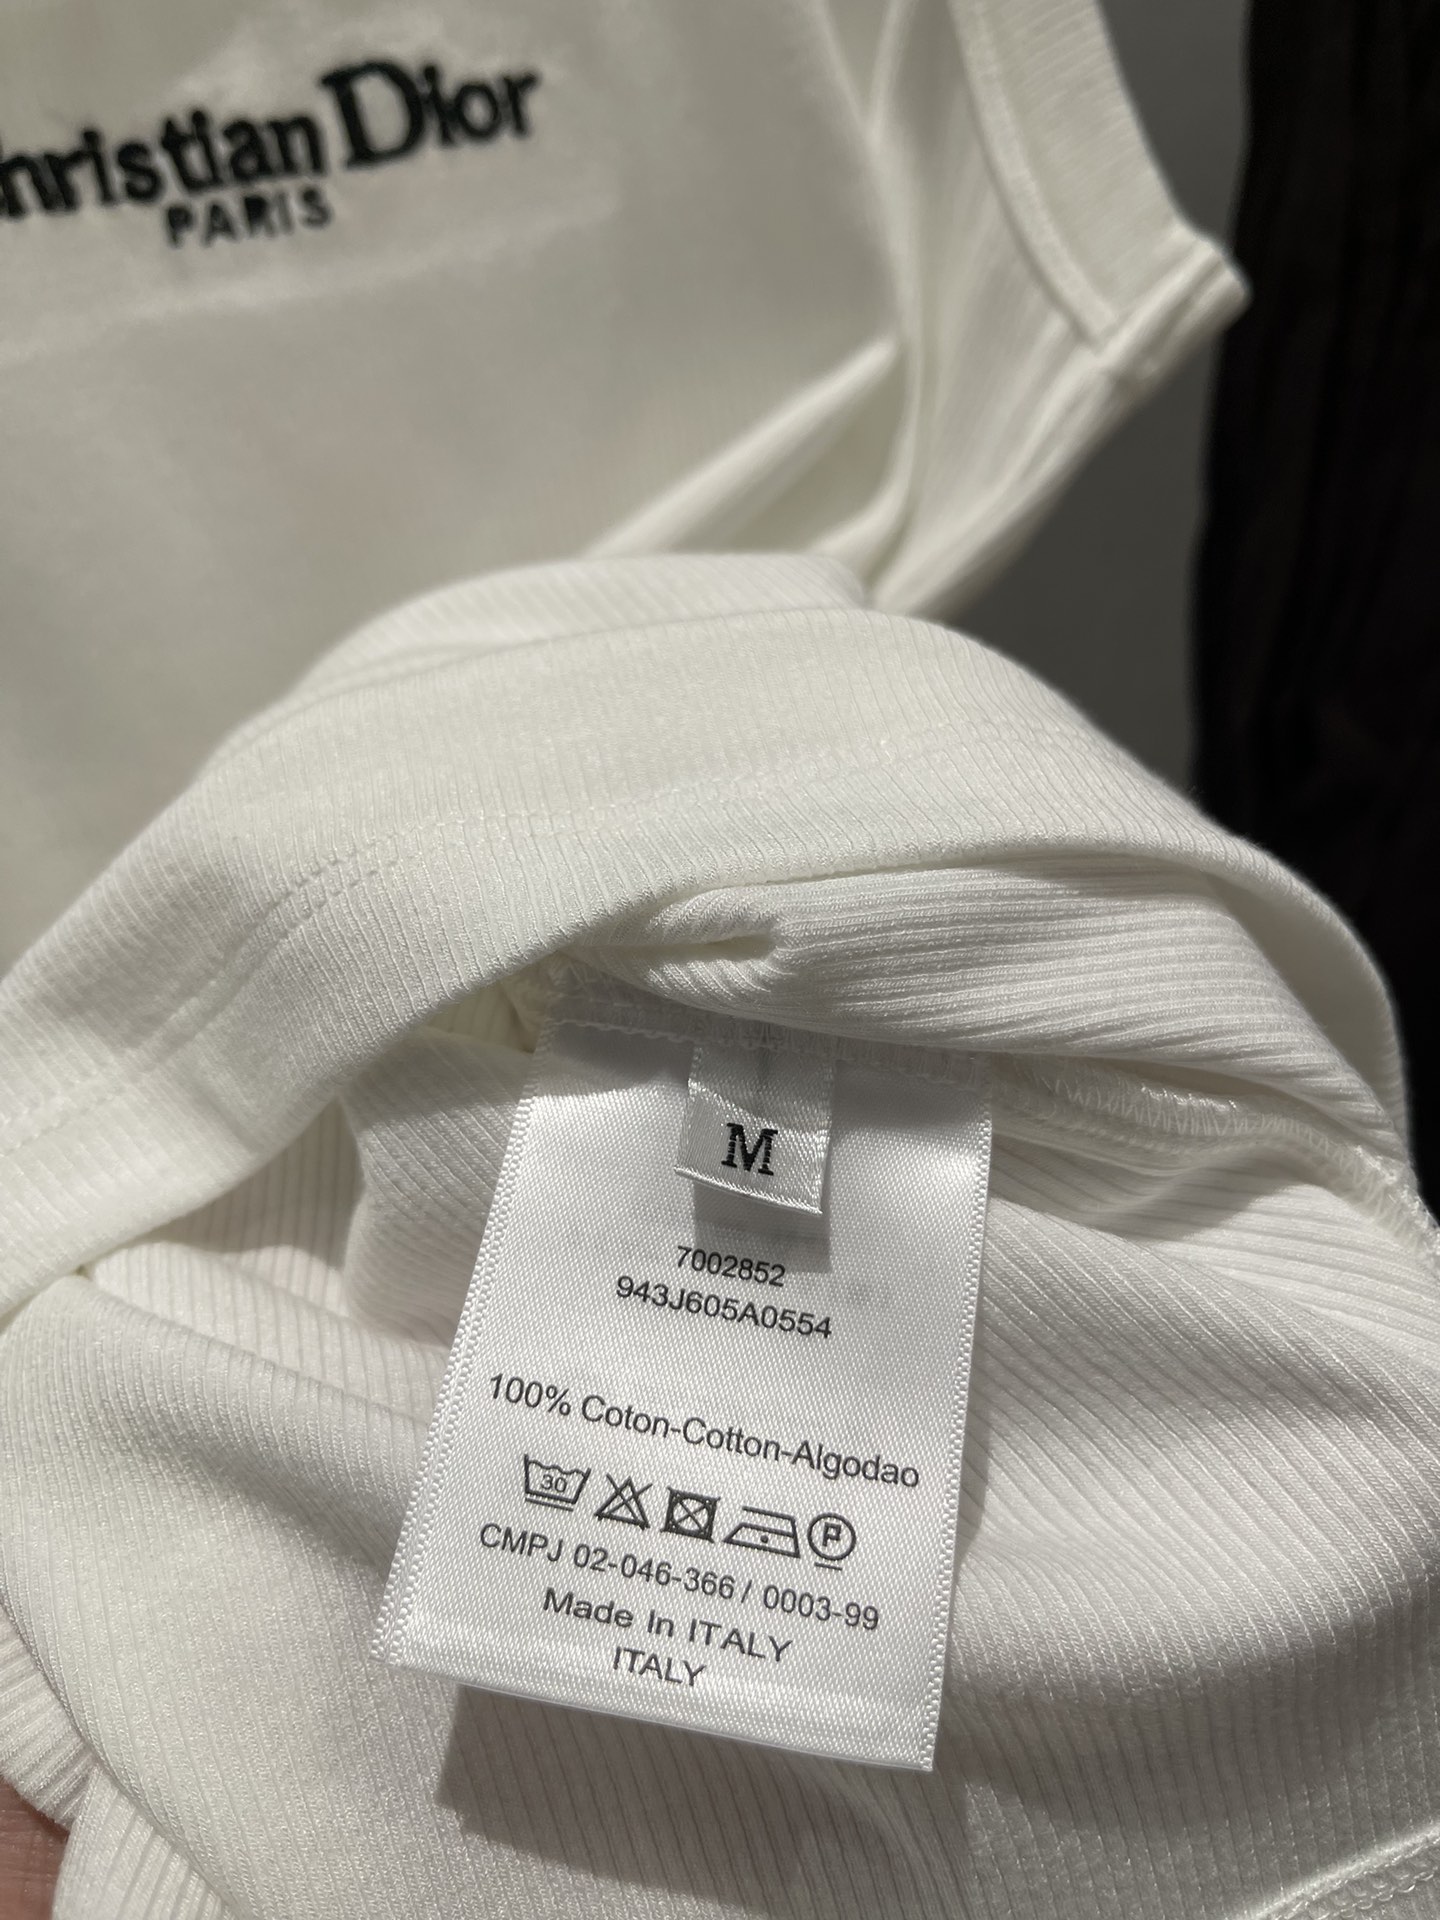 hristian Dior
PARIS
M
7002852
943J605A0554
100% Coton-Cotton-Algodao
30 P
CMPJ 02-046-366 / 0003-99
Made In ITALY
ITALY